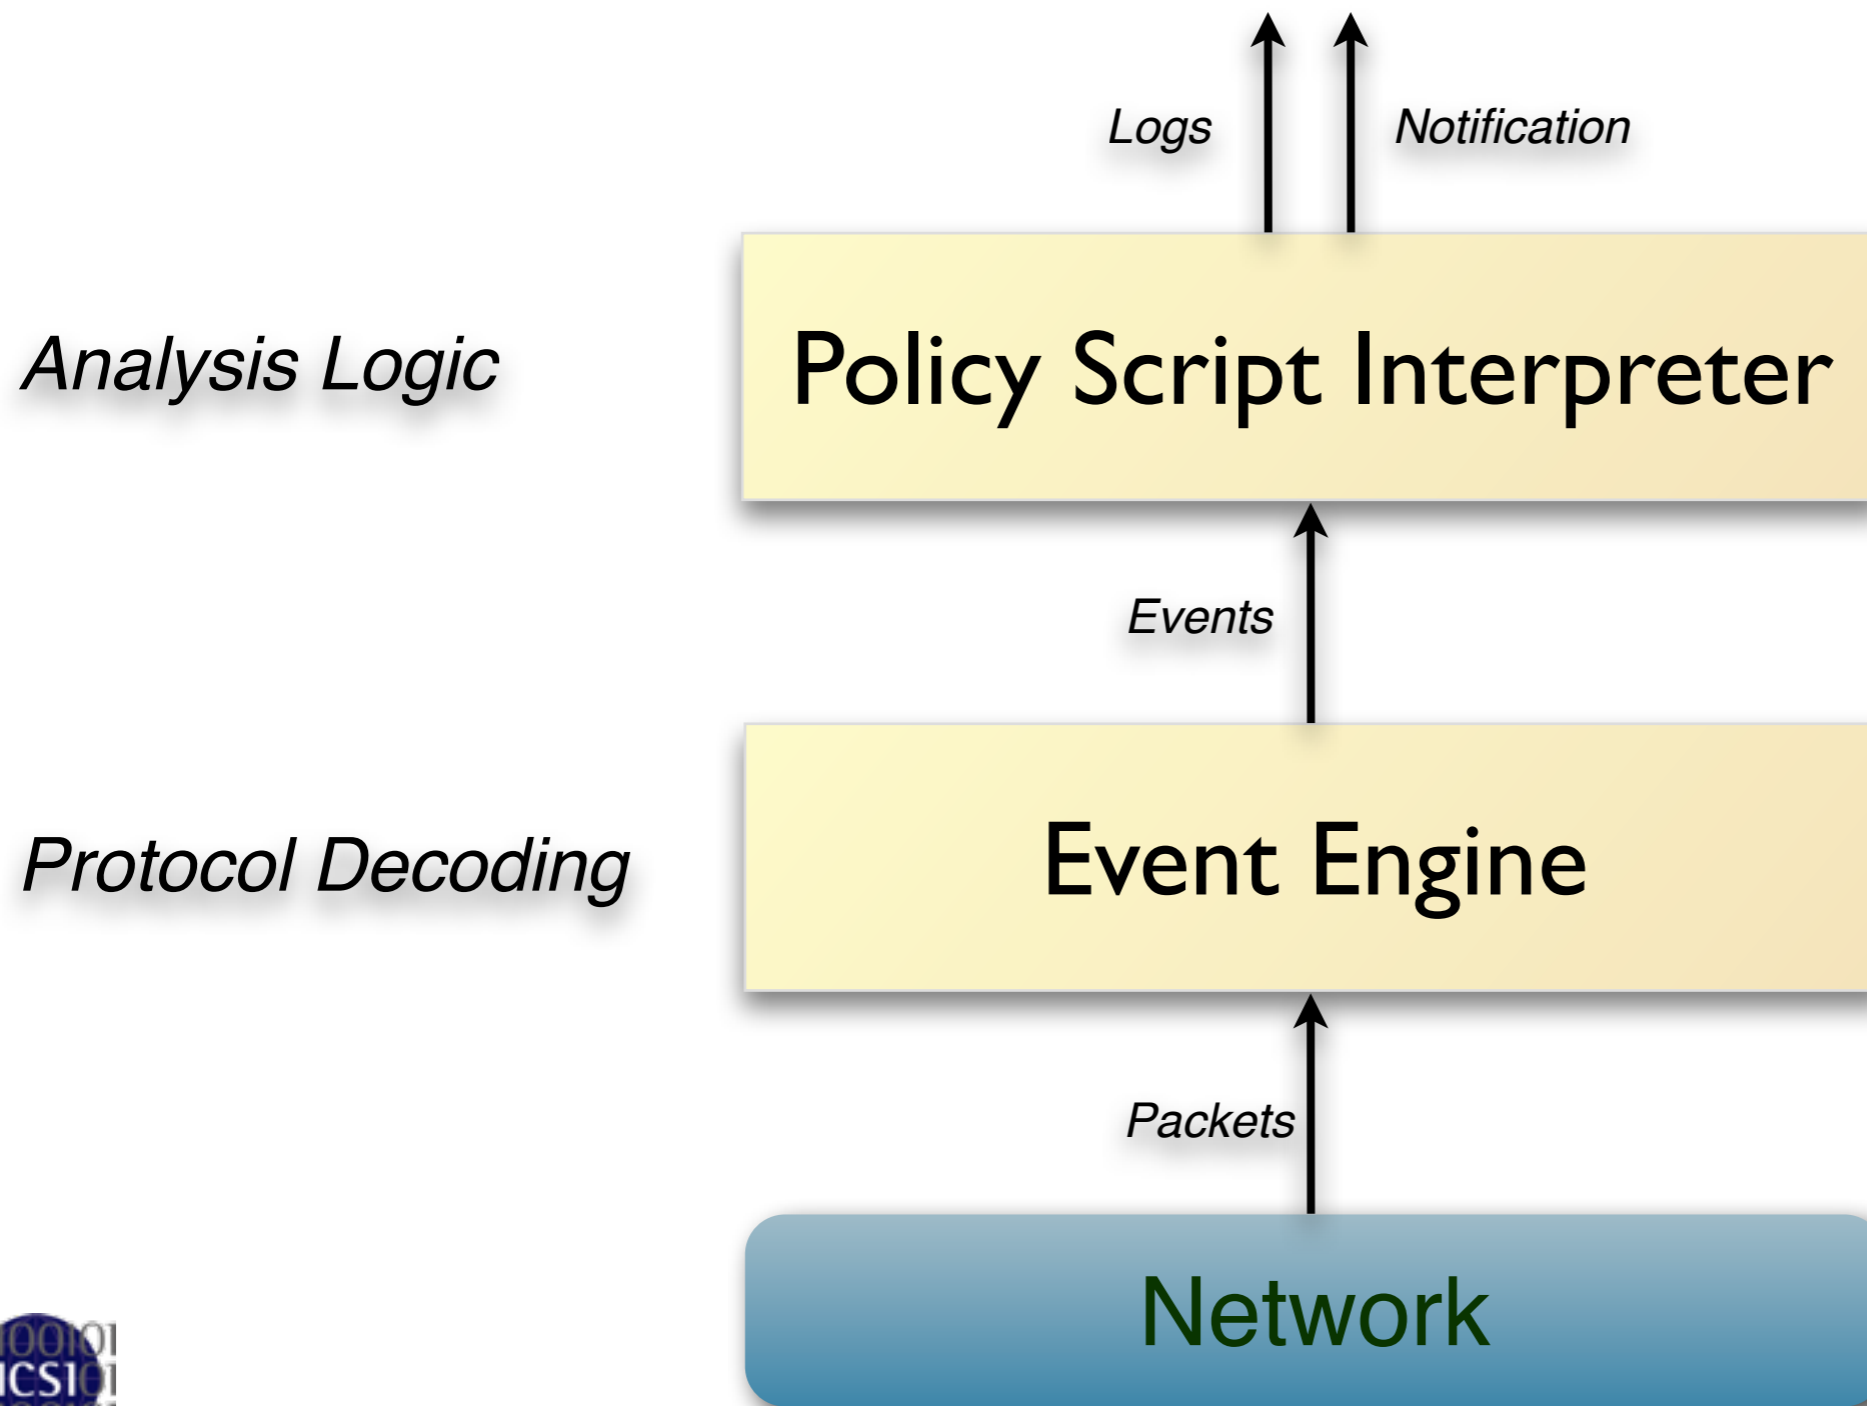 Logs Notification
Analysis Logic Policy Script Interpreter
Events
Protocol Decoding Event Engine
Packets
Network
ICSI